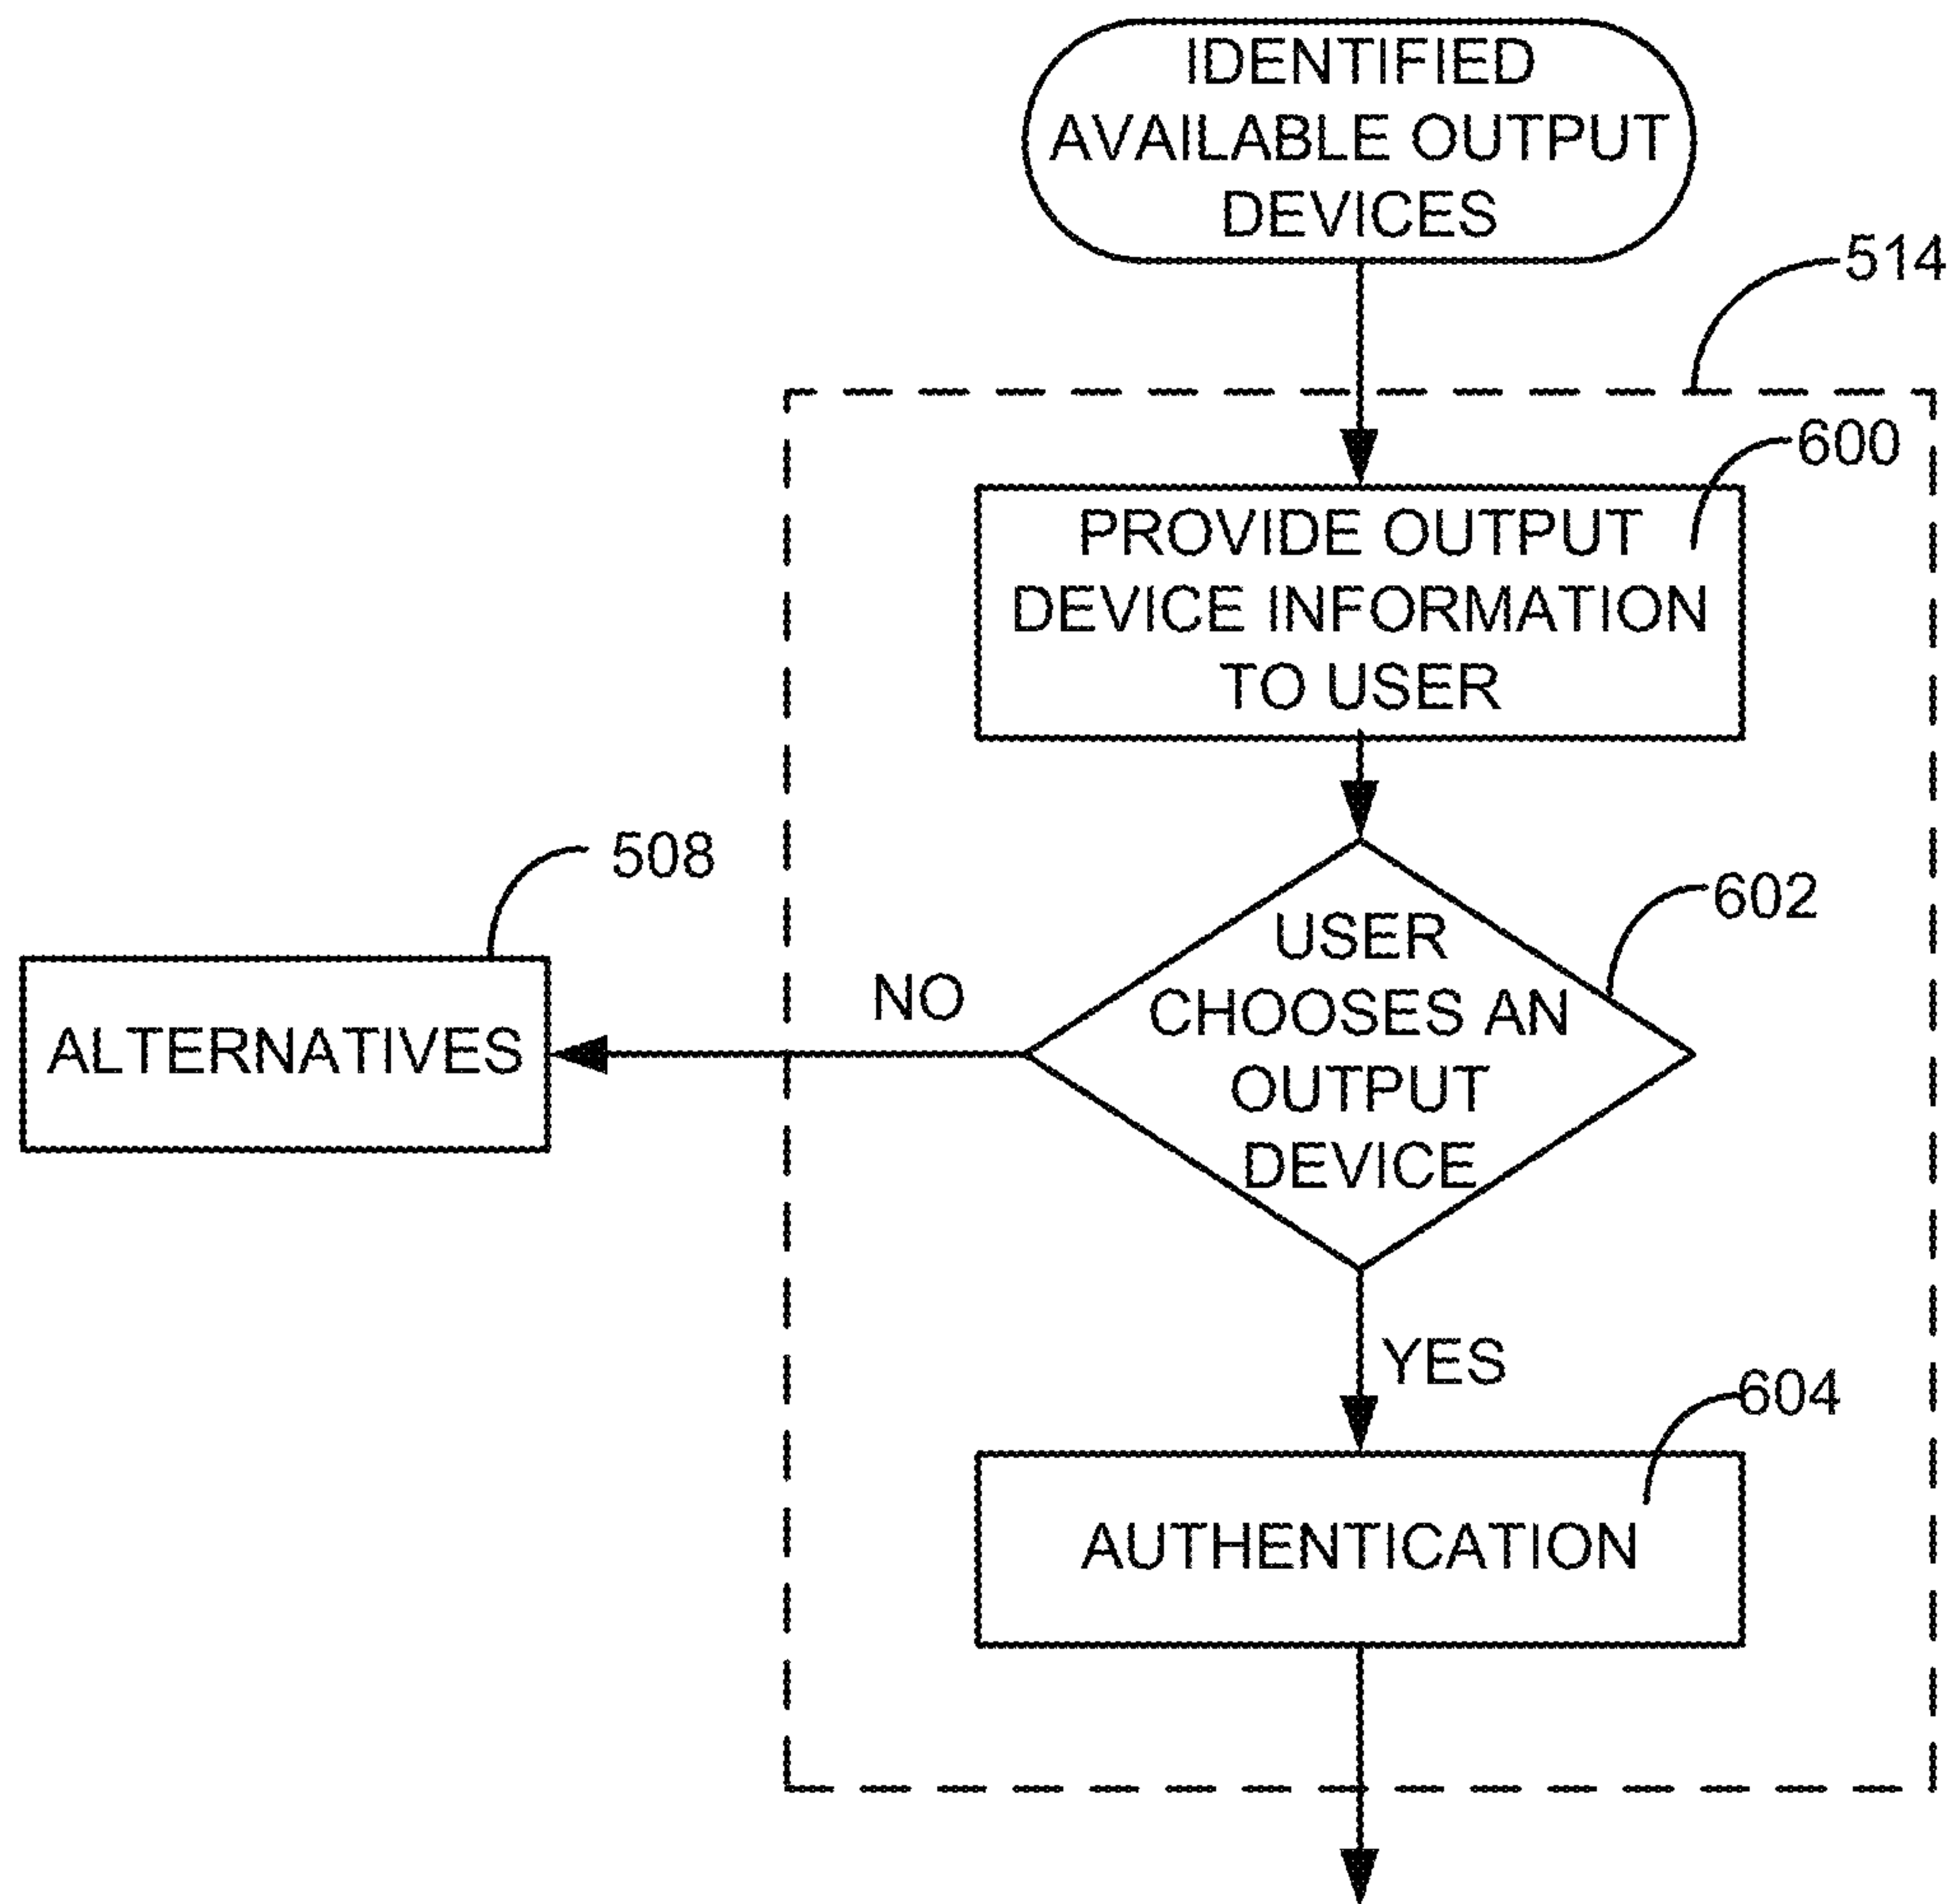 IDENTIFIED
AVAILABLE OUTPUT
DEVICES
514
600
PROVIDE OUTPUT
DEVICE INFORMATION
TO USER
508
602
USER
CHOOSES AN
OUTPUT
DEVICE
NO
ALTERNATIVES
YES
604
AUTHENTICATION